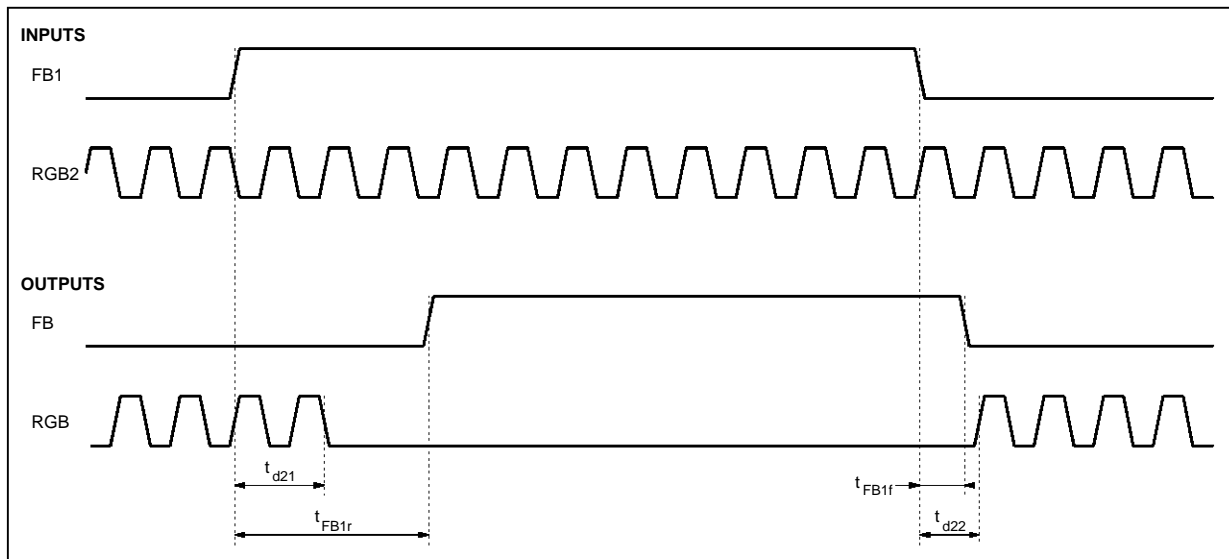 INPUTS
FB1
RGB2
OUTPUTS
FB
RGB
t d21
t FB1f
t FB1r
t d22